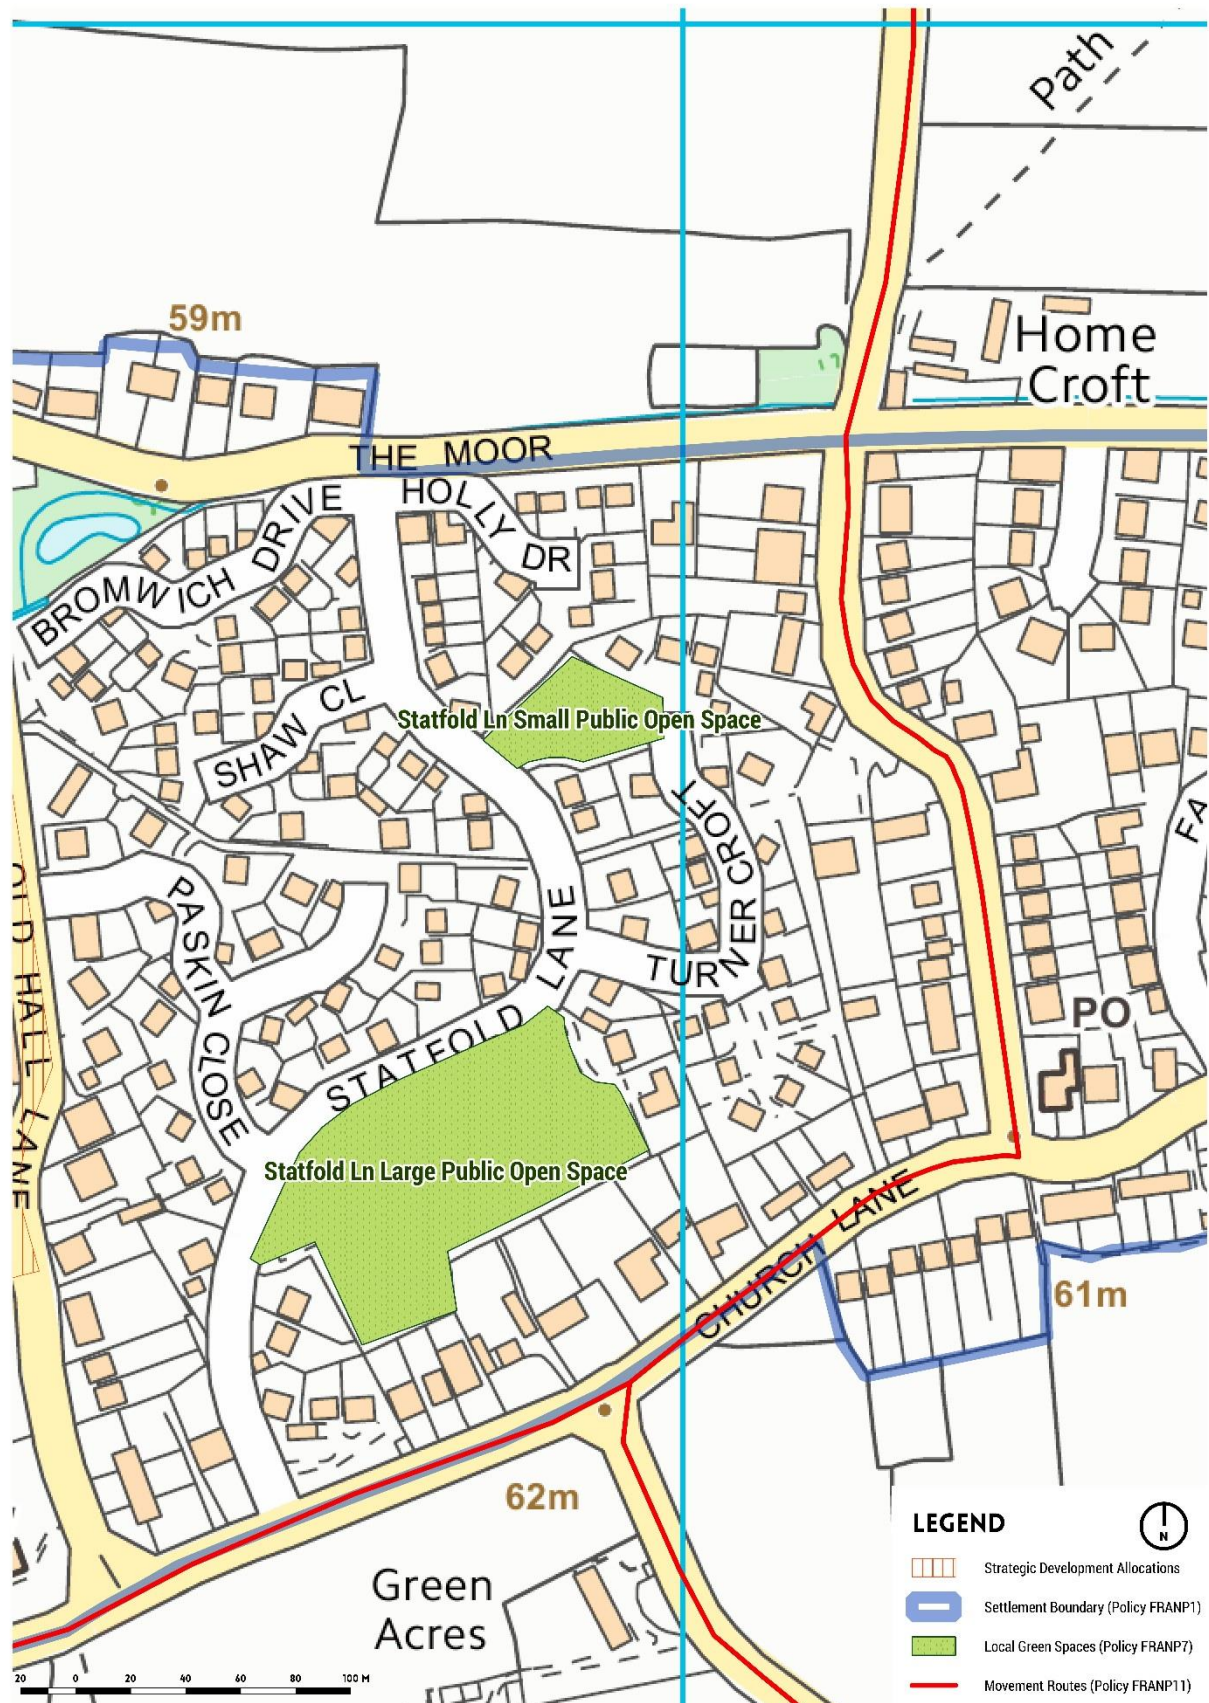 Path
59m
Home
Croft
THE MOOR
HOLLY
DR
BROMWICH DRIVE
SHAW CL
Statfold Ln Small Public Open Space
TURNER CROFT
FA
PASKIN CLOSE
OLD HALL LANE
STATFOLD LANE
PO
Statfold Ln Large Public Open Space
CHURCH LANE
61m
62m
Green
Acres
LEGEND
N
Strategic Development Allocations
Settlement Boundary (Policy FRANP1)
Local Green Spaces (Policy FRANP7)
Movement Routes (Policy FRANP11)
20 0 20 40 60 80 100 M